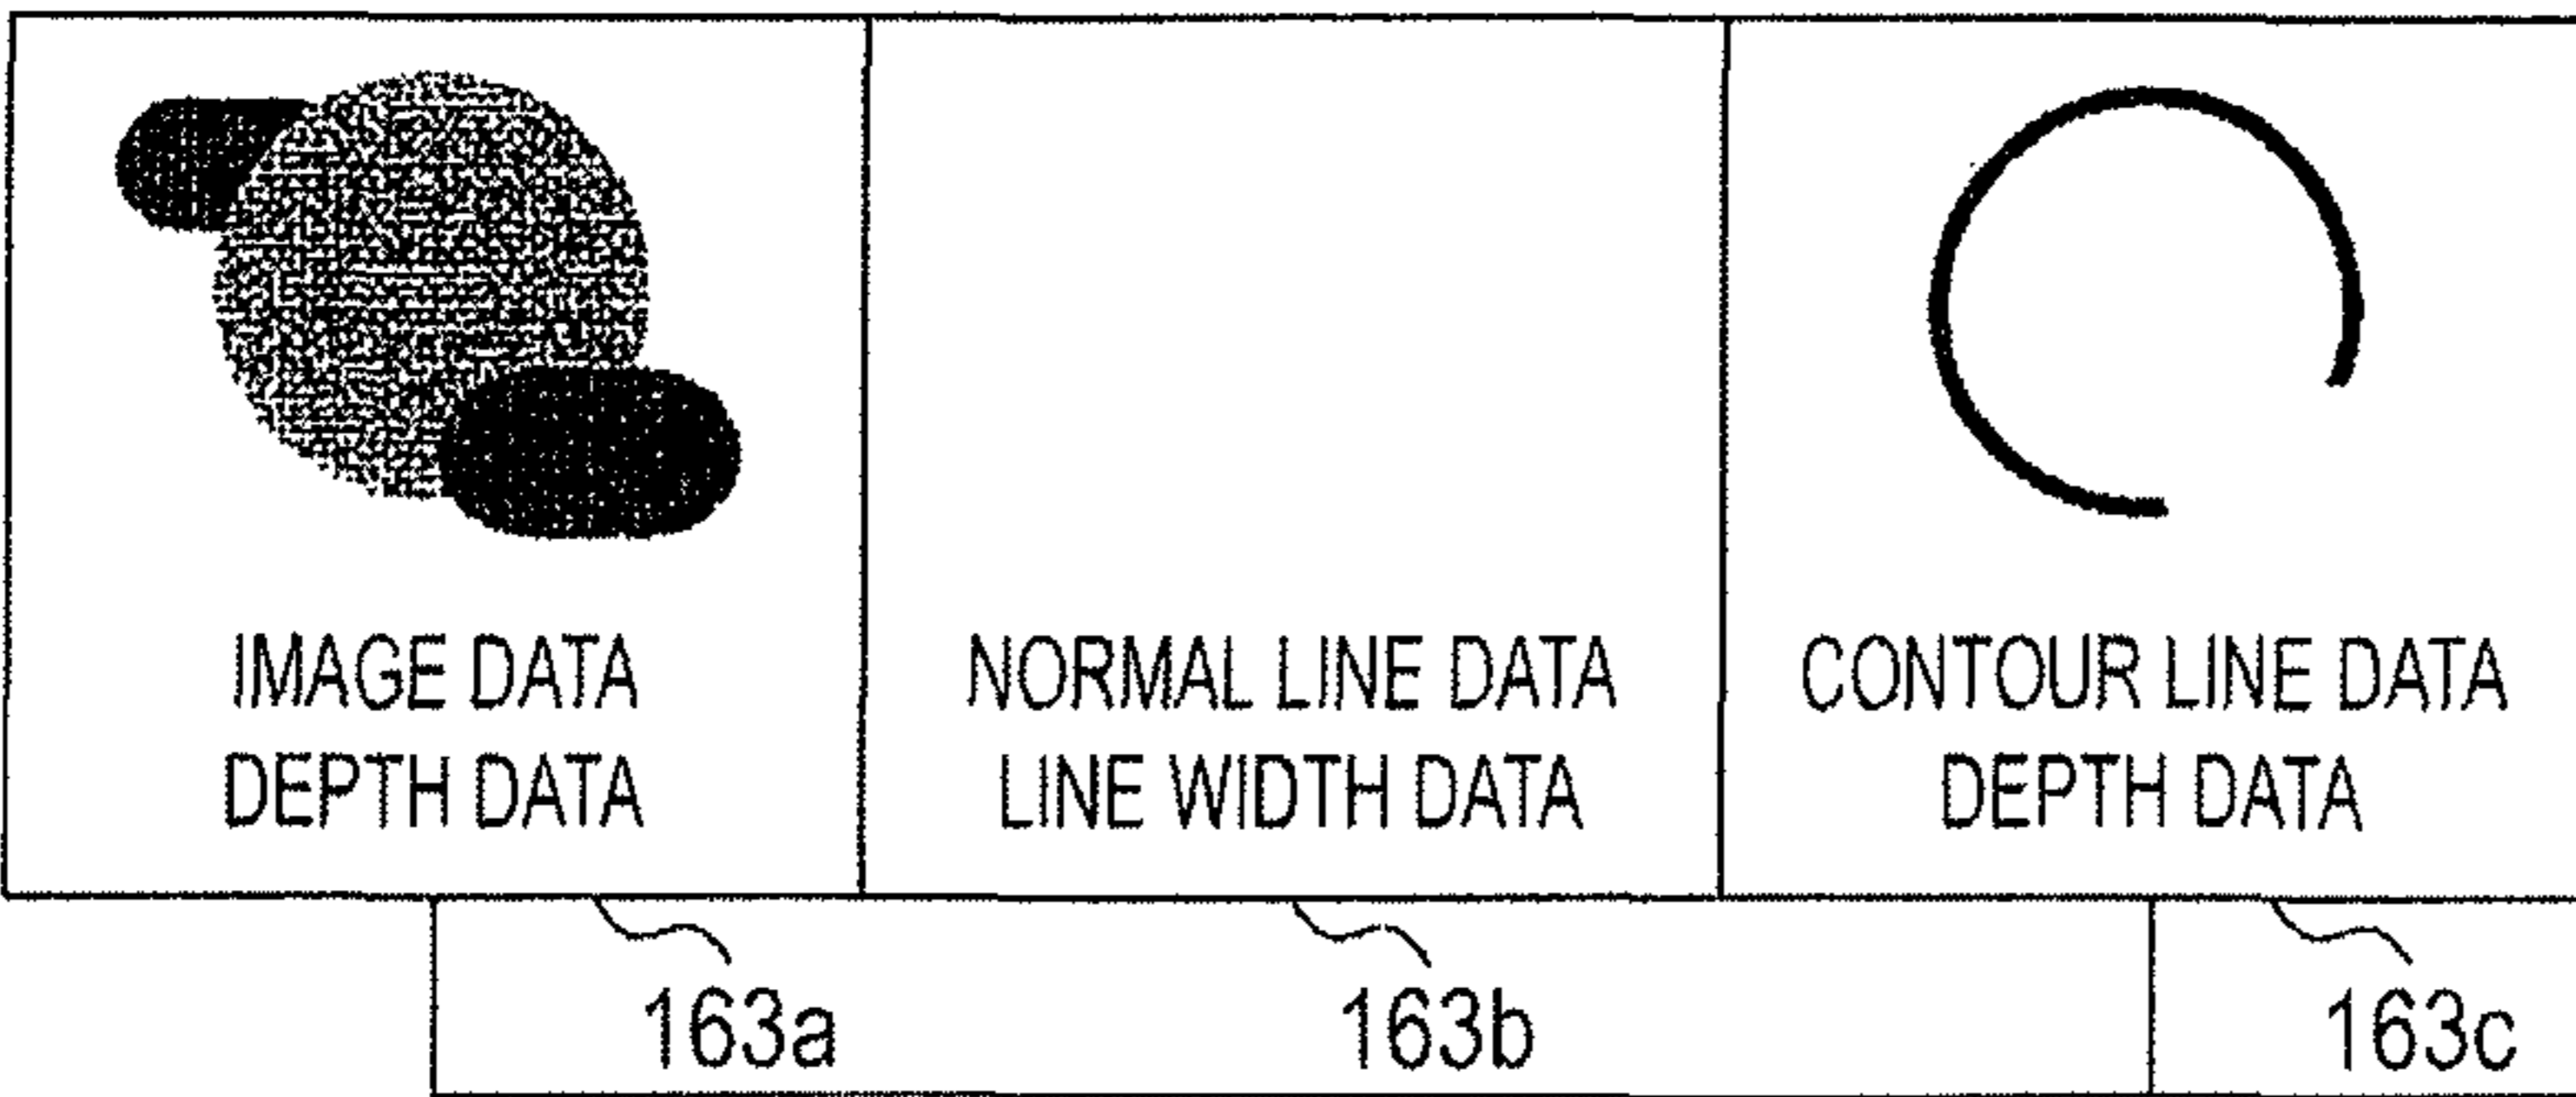 IMAGE DATA
DEPTH DATA
NORMAL LINE DATA
LINE WIDTH DATA
CONTOUR LINE DATA
DEPTH DATA
163a
163b
163c